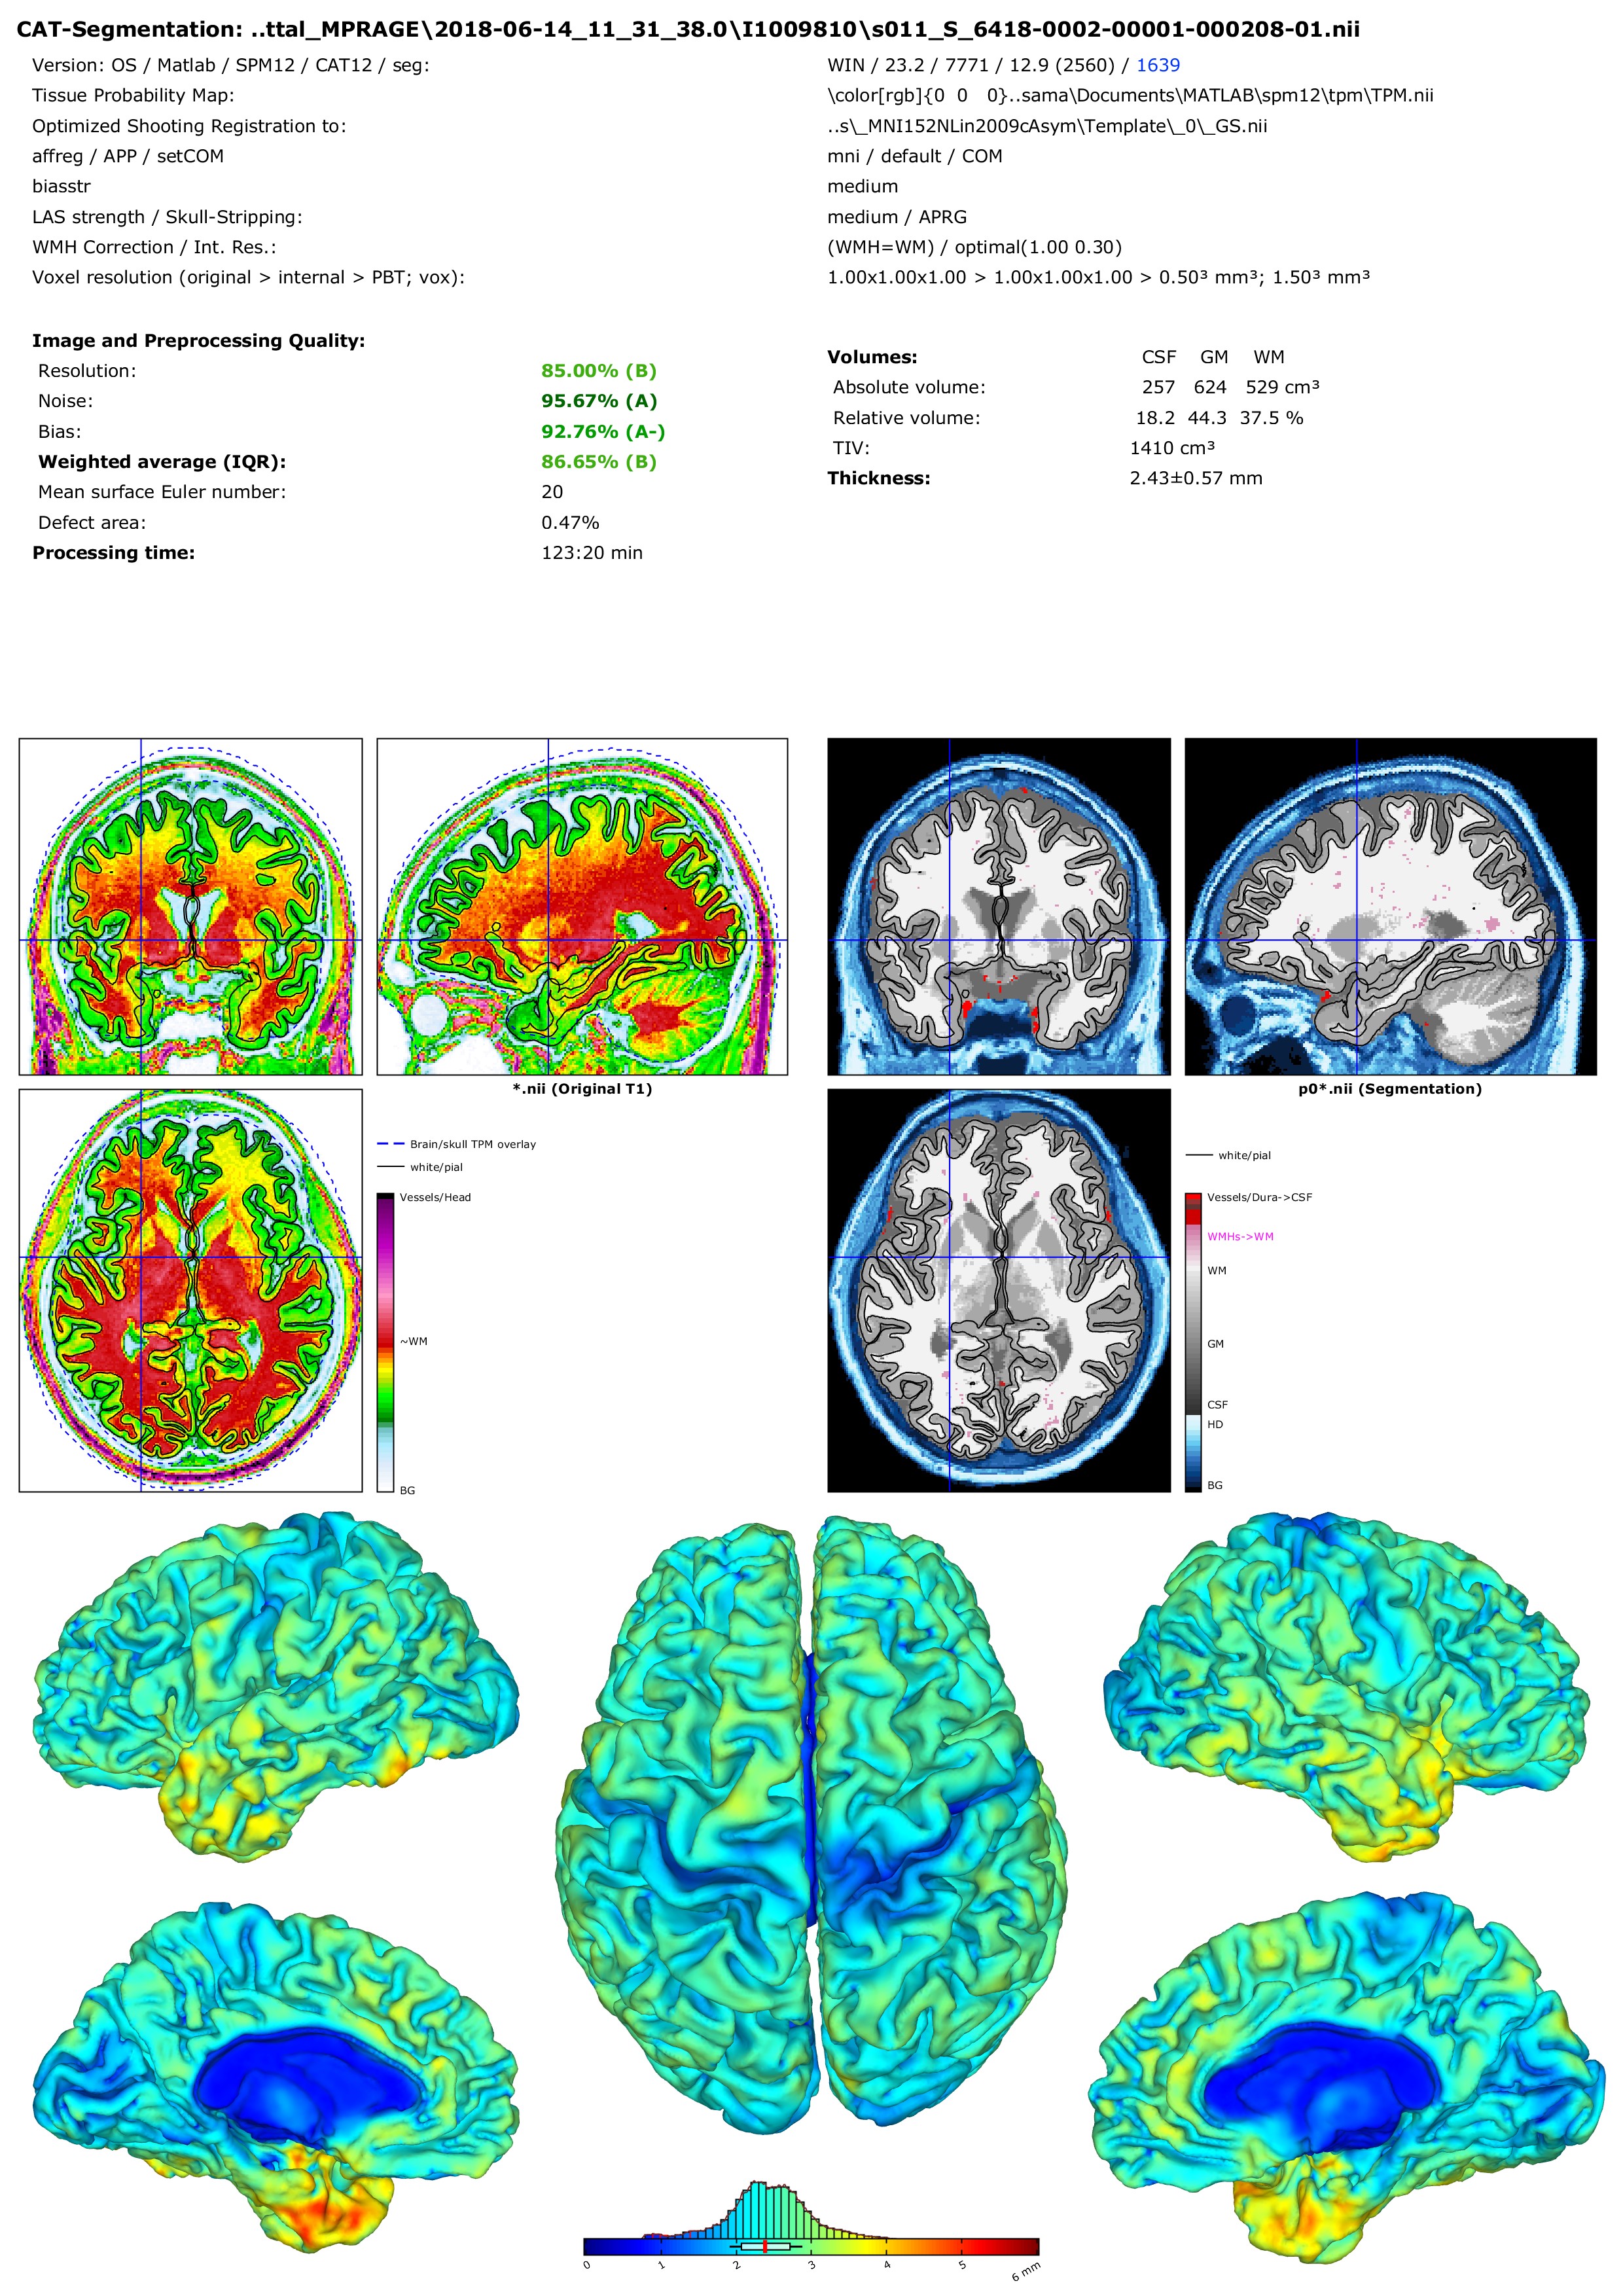 CAT-Segmentation: ..ttal_MPRAGE\2018-06-14_11_31_38.0\I1009810\s011_S_6418-0002-00001-000208-01.nii
Version: OS / Matlab / SPM12 / CAT12 / seg: WIN / 23.2 / 7771 / 12.9 (2560) / 1639
Tissue Probability Map: \color[rgb]{0 0 0}..sama\Documents\MATLAB\spm12\tpm\TPM.nii
Optimized Shooting Registration to: ..s\_MNI152NLin2009cAsym\Template\_0\_GS.nii
affreg / APP / setCOM mni / default / COM
biasstr medium
LAS strength / Skull-Stripping: medium / APRG
WMH Correction / Int. Res.: (WMH=WM) / optimal(1.00 0.30)
Voxel resolution (original > internal > PBT; vox): 1.00x1.00x1.00 > 1.00x1.00x1.00 > 0.50³ mm³; 1.50³ mm³
Image and Preprocessing Quality:
Resolution: 85.00% (B)
Noise: 95.67% (A)
Bias: 92.76% (A-)
Weighted average (IQR): 86.65% (B)
Mean surface Euler number: 20
Defect area: 0.47%
Processing time: 123:20 min
Volumes: CSF GM WM
Absolute volume: 257 624 529 cm³
Relative volume: 18.2 44.3 37.5 %
TIV: 1410 cm³
Thickness: 2.43±0.57 mm
*.nii (Original T1)
Brain/skull TPM overlay
white/pial
Vessels/Head
~WM
BG
p0*.nii (Segmentation)
white/pial
Vessels/Dura->CSF
WMHs->WM
WM
GM
CSF
HD
BG
0 1 2 3 4 5 6 mm